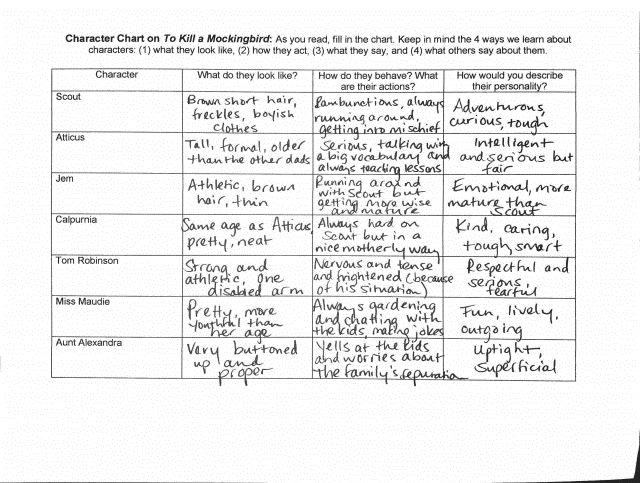 Character Chart on To Kill a Mockingbird: As you read, fill in the chart. Keep in mind the 4 ways we learn about
characters: (1) what they look like, (2) how they act, (3) what they say, and (4) what others say about them.
Character
What do they look like?
How do they behave? What
are their actions?
How would you describe
their personality?
Scout
Brown short hair,
freckles, boyish
clothes
Rambunctious, always
running around,
getting into mischief
Adventurous,
curious, tough
Atticus
Tall, formal, older
than the other dads
Serious, talking with
a big vocabulary and
always teaching lessons
Intelligent
and serious but
fair
Jem
Athletic, brown
hair, thin
Running around
with Scout but
getting more wise
and mature
Emotional, more
mature than
Scout
Calpurnia
Same age as Atticus,
pretty, neat
Always hard on
Scout but in a
nice motherly way
Kind, caring,
tough, smart
Tom Robinson
Strong and
athletic, one
disabled arm
Nervous and tense
and frightened (because
of his situation)
Respectful and
serious,
fearful
Miss Maudie
Pretty, more
youthful than
her age
Always gardening
and chatting with
the kids, making jokes
Fun, lively,
outgoing
Aunt Alexandra
Very buttoned
up and
proper
Yells at the kids
and worries about
the family's reputation
Uptight,
Superficial